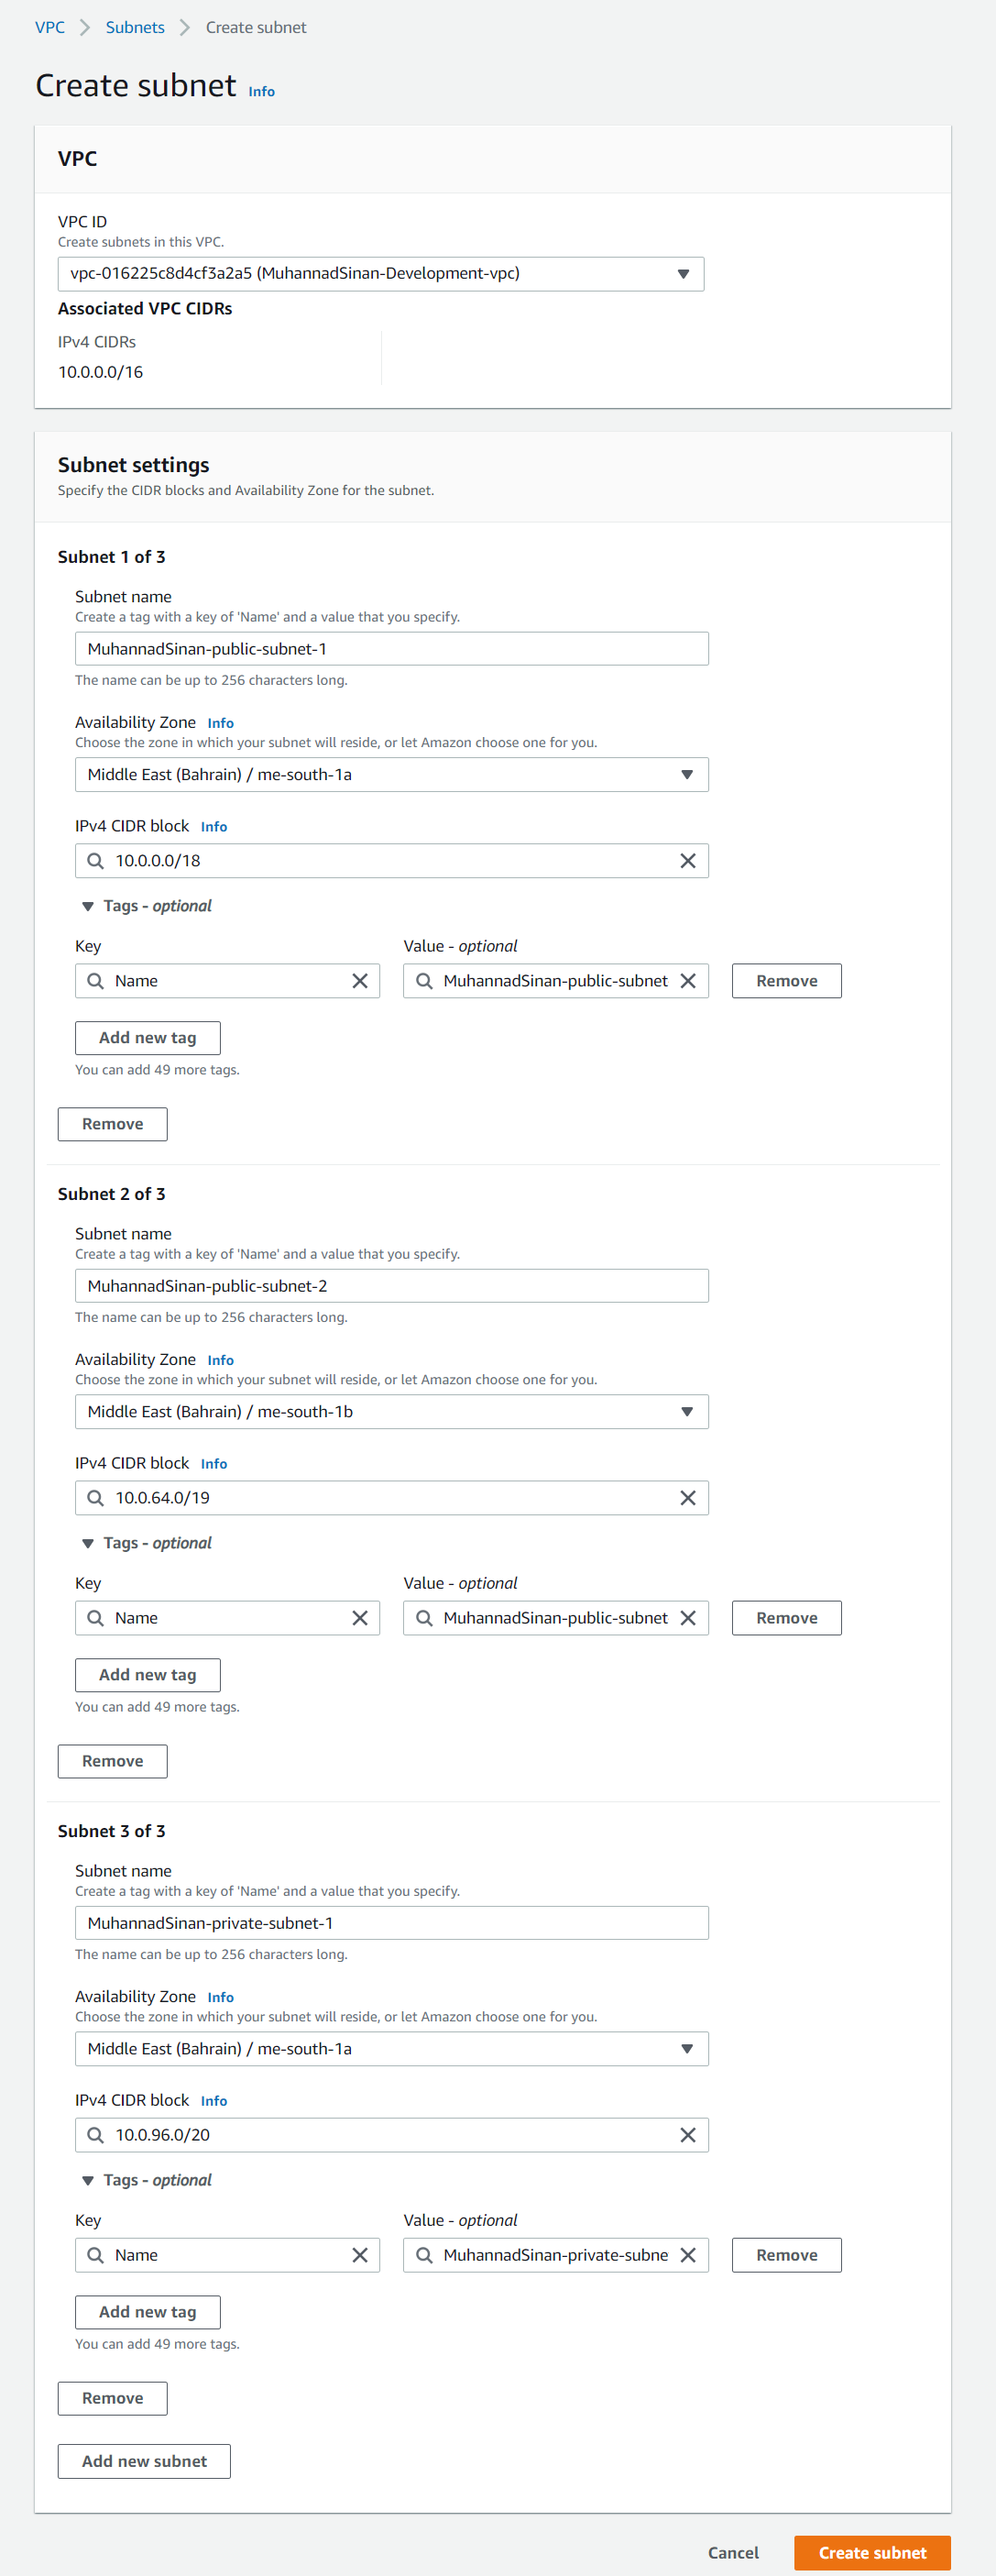 VPC > Subnets > Create subnet
Create subnet Info
VPC
VPC ID
Create subnets in this VPC.
vpc-016225c8d4cf3a2a5 (MuhannadSinan-Development-vpc)
Associated VPC CIDRs
IPv4 CIDRs
10.0.0.0/16
Subnet settings
Specify the CIDR blocks and Availability Zone for the subnet.
Subnet 1 of 3
Subnet name
Create a tag with a key of 'Name' and a value that you specify.
MuhannadSinan-public-subnet-1
The name can be up to 256 characters long.
Availability Zone Info
Choose the zone in which your subnet will reside, or let Amazon choose one for you.
Middle East (Bahrain) / me-south-1a
IPv4 CIDR block Info
10.0.0.0/18
Tags - optional
Key Value - optional
Name MuhannadSinan-public-subnet Remove
Add new tag
You can add 49 more tags.
Remove
Subnet 2 of 3
Subnet name
Create a tag with a key of 'Name' and a value that you specify.
MuhannadSinan-public-subnet-2
The name can be up to 256 characters long.
Availability Zone Info
Choose the zone in which your subnet will reside, or let Amazon choose one for you.
Middle East (Bahrain) / me-south-1b
IPv4 CIDR block Info
10.0.64.0/19
Tags - optional
Key Value - optional
Name MuhannadSinan-public-subnet Remove
Add new tag
You can add 49 more tags.
Remove
Subnet 3 of 3
Subnet name
Create a tag with a key of 'Name' and a value that you specify.
MuhannadSinan-private-subnet-1
The name can be up to 256 characters long.
Availability Zone Info
Choose the zone in which your subnet will reside, or let Amazon choose one for you.
Middle East (Bahrain) / me-south-1a
IPv4 CIDR block Info
10.0.96.0/20
Tags - optional
Key Value - optional
Name MuhannadSinan-private-subne Remove
Add new tag
You can add 49 more tags.
Remove
Add new subnet
Cancel Create subnet